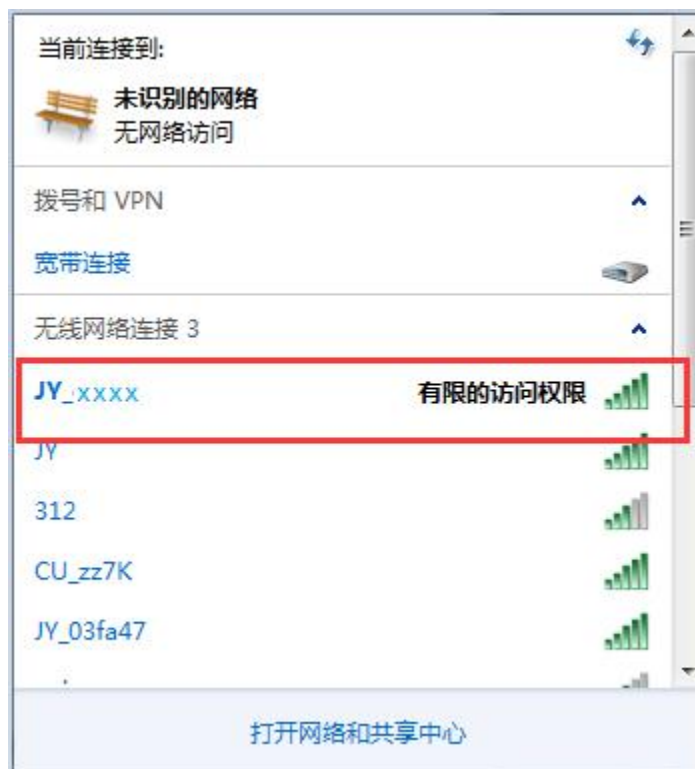 当前连接到:
未识别的网络
无网络访问
拨号和 VPN
宽带连接
无线网络连接 3
JY_xxxx 有限的访问权限
JY
312
CU_zz7K
JY_03fa47
打开网络和共享中心